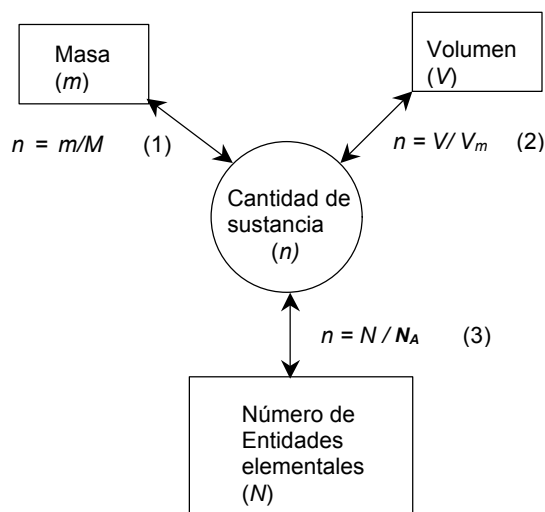 Masa
(m)
Volumen
(V)
n = m/M (1)
n = V/ Vm (2)
Cantidad de
sustancia
(n)
n = N / NA (3)
Número de
Entidades
elementales
(N)